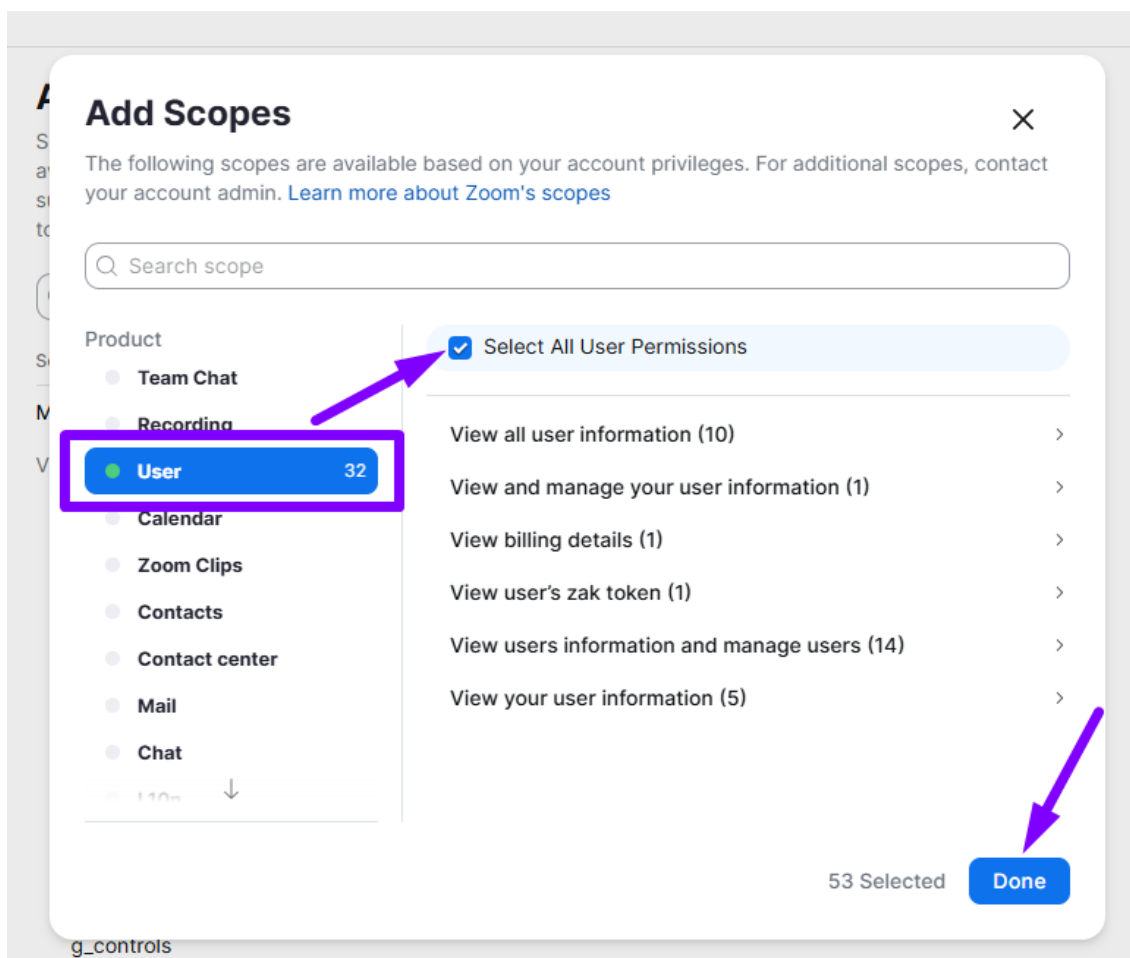 Add Scopes
The following scopes are available based on your account privileges. For additional scopes, contact
your account admin. Learn more about Zoom's scopes
Search scope
Product
Team Chat
Recording
User 32
Calendar
Zoom Clips
Contacts
Contact center
Mail
Chat
L10n
Select All User Permissions
View all user information (10)
View and manage your user information (1)
View billing details (1)
View user’s zak token (1)
View users information and manage users (14)
View your user information (5)
53 Selected
Done
g_controls